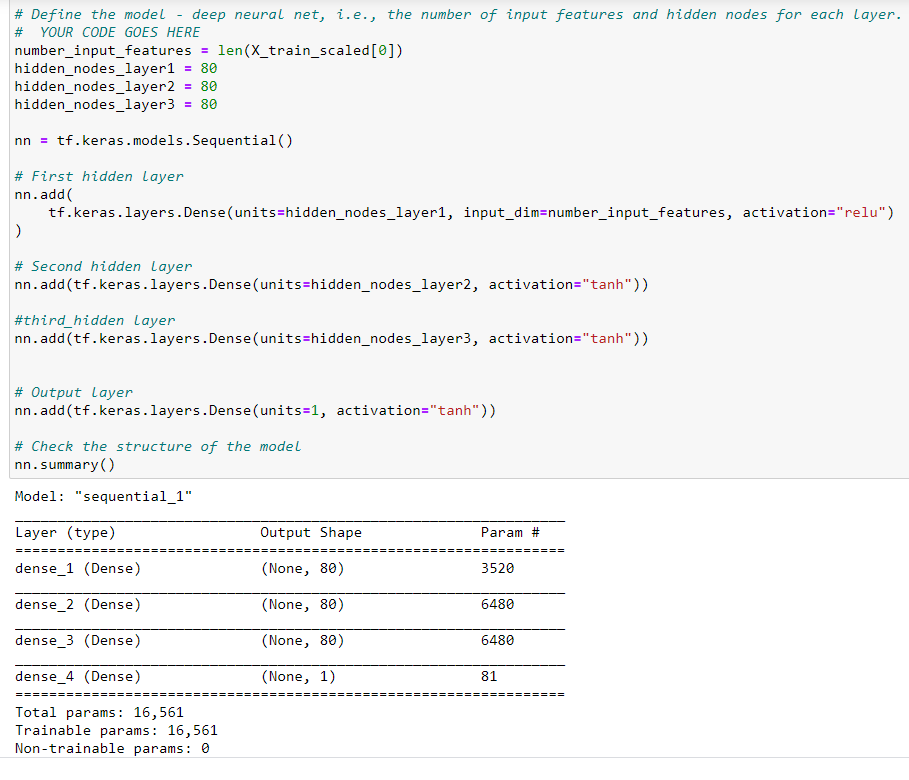 # Define the model - deep neural net, i.e., the number of input features and hidden nodes for each layer.
#  YOUR CODE GOES HERE
number_input_features = len(X_train_scaled[0])
hidden_nodes_layer1 = 80
hidden_nodes_layer2 = 80
hidden_nodes_layer3 = 80
nn = tf.keras.models.Sequential()
# First hidden layer
nn.add(
    tf.keras.layers.Dense(units=hidden_nodes_layer1, input_dim=number_input_features, activation="relu")
)
# Second hidden layer
nn.add(tf.keras.layers.Dense(units=hidden_nodes_layer2, activation="tanh"))
#third_hidden layer
nn.add(tf.keras.layers.Dense(units=hidden_nodes_layer3, activation="tanh"))
# Output layer
nn.add(tf.keras.layers.Dense(units=1, activation="tanh"))
# Check the structure of the model
nn.summary()
Model: "sequential_1"
_________________________________________________________________
Layer (type)                 Output Shape              Param #
=================================================================
dense_1 (Dense)              (None, 80)                3520
_________________________________________________________________
dense_2 (Dense)              (None, 80)                6480
_________________________________________________________________
dense_3 (Dense)              (None, 80)                6480
_________________________________________________________________
dense_4 (Dense)              (None, 1)                 81
=================================================================
Total params: 16,561
Trainable params: 16,561
Non-trainable params: 0